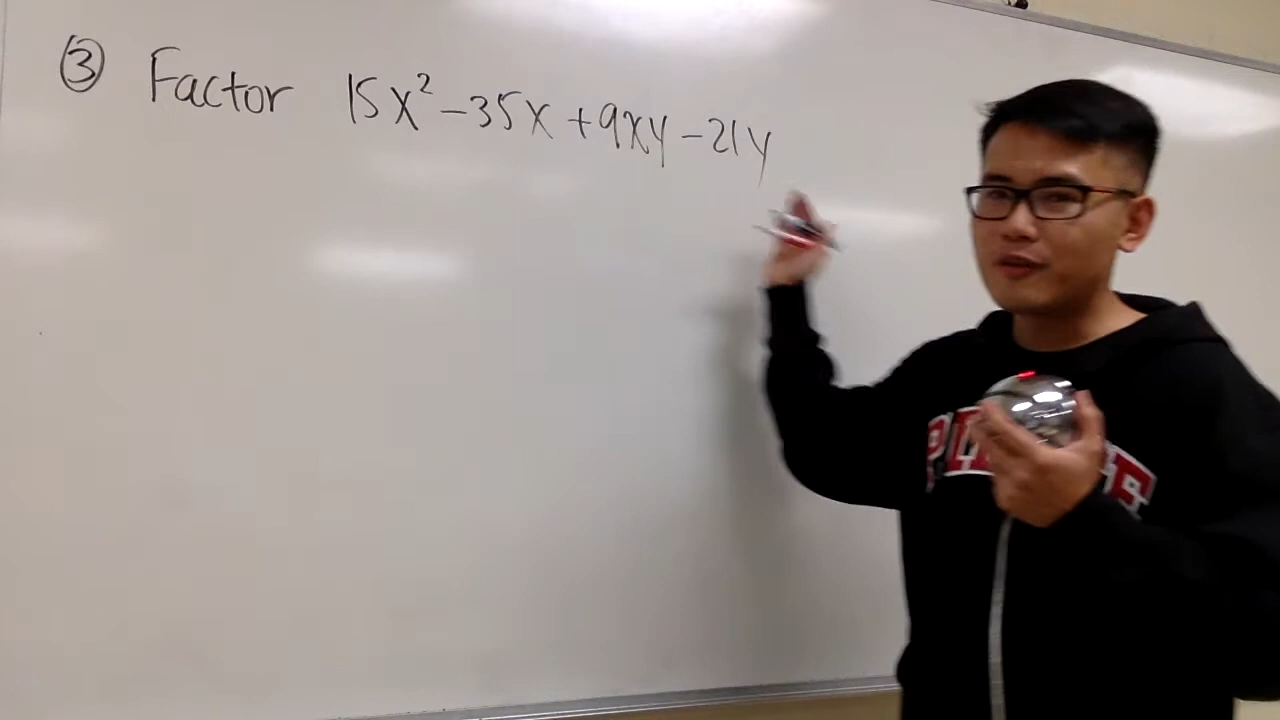 ③ Factor 15x² - 35x + 9xy - 21y